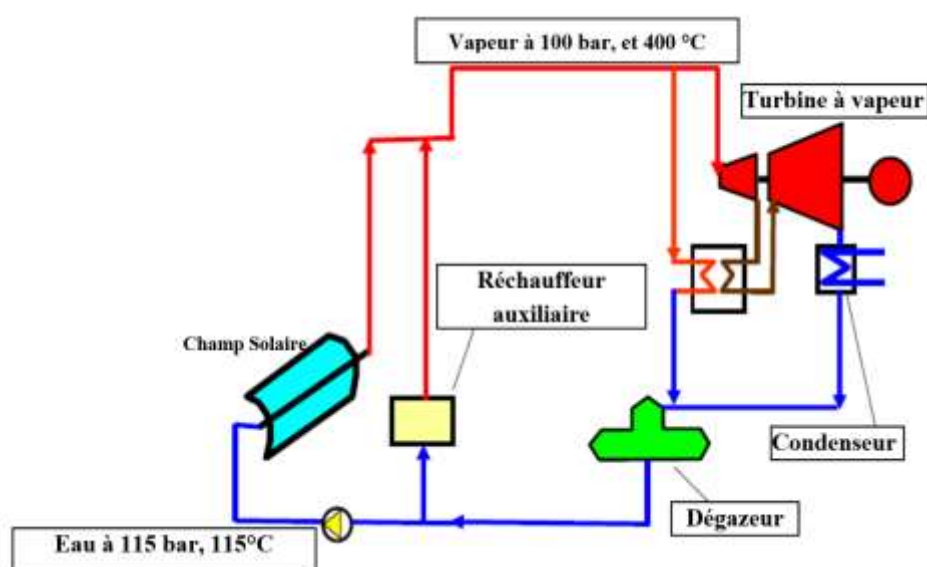 Vapeur à 100 bar, et 400 °C
Turbine à vapeur
Réchauffeur
auxiliaire
Champ Solaire
Condenseur
Dégazeur
Eau à 115 bar, 115°C